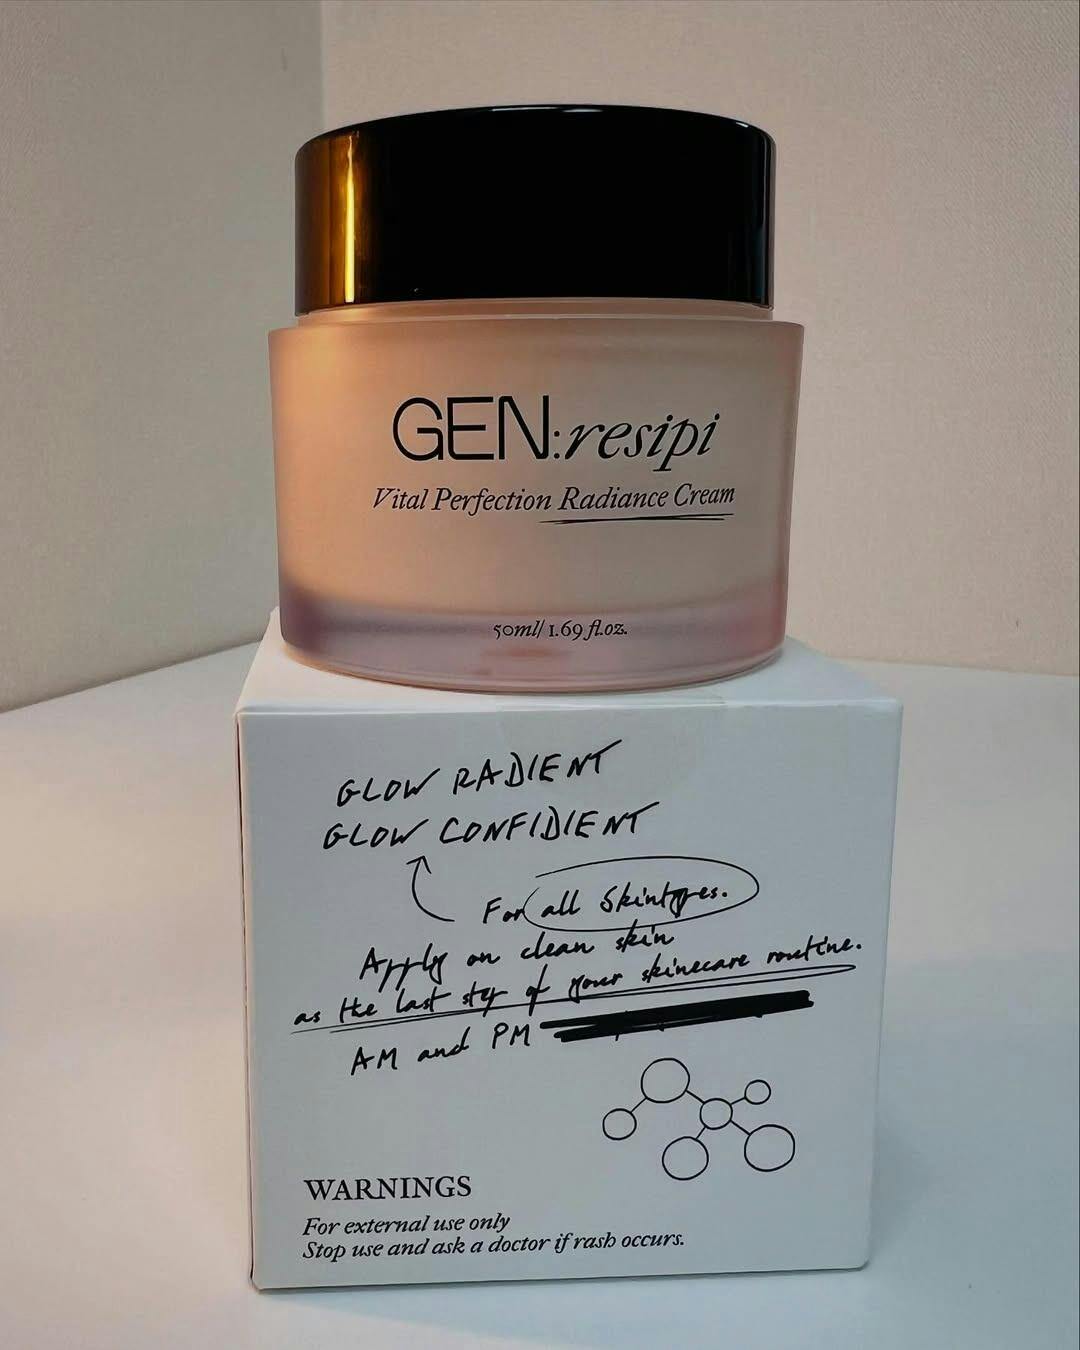 GEN:resipi
Vital Perfection Radiance Cream
50ml/ 1.69 fl.oz.
GLOW RADIENT
GLOW CONFIDIENT
For all Skintypes.
Apply on clean skin
as the last step of your skinecare routine.
AM and PM
WARNINGS
For external use only
Stop use and ask a doctor if rash occurs.